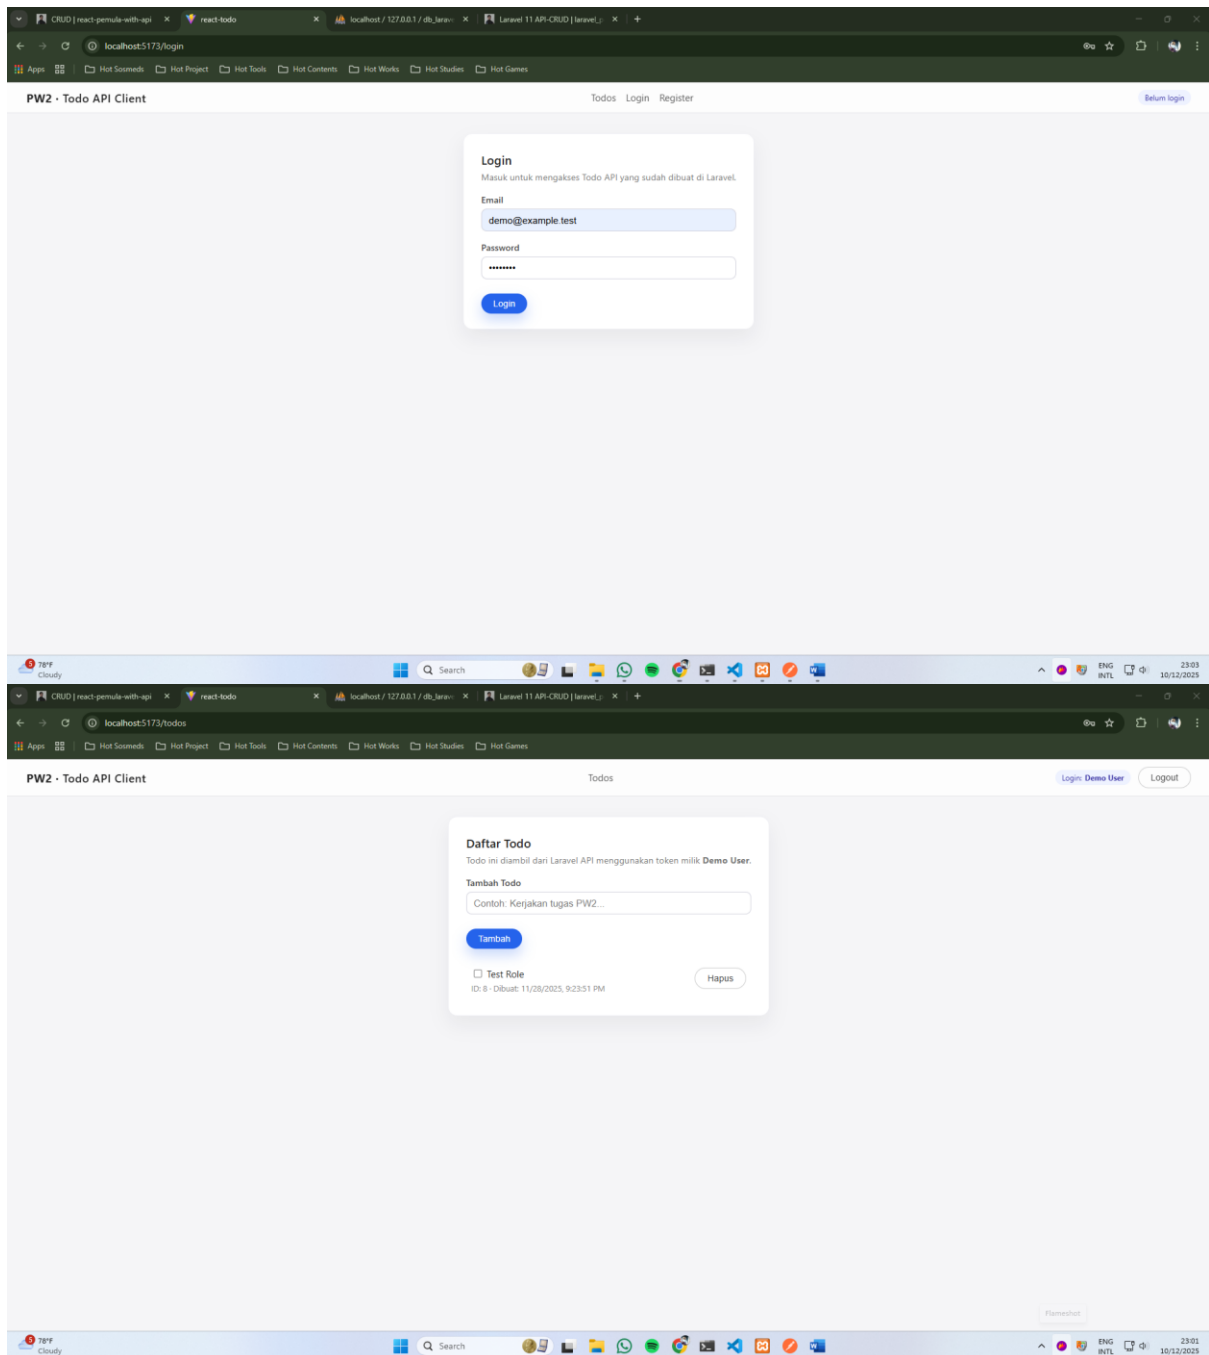 CRUD | react-pemula-with-api
react-todo
localhost / 127.0.0.1 / db_larav
Laravel 11 API-CRUD | laravel_p
localhost:5173/login
Apps
Hot Sosmeds
Hot Project
Hot Tools
Hot Contents
Hot Works
Hot Studies
Hot Games
PW2 · Todo API Client
Todos
Login
Register
Belum login
Login
Masuk untuk mengakses Todo API yang sudah dibuat di Laravel.
Email
demo@example.test
Password
••••••••
Login
5
78°F
Cloudy
Search
ENG
INTL
23:03
10/12/2025
CRUD | react-pemula-with-api
react-todo
localhost / 127.0.0.1 / db_larav
Laravel 11 API-CRUD | laravel_p
localhost:5173/todos
Apps
Hot Sosmeds
Hot Project
Hot Tools
Hot Contents
Hot Works
Hot Studies
Hot Games
PW2 · Todo API Client
Todos
Login: Demo User
Logout
Daftar Todo
Todo ini diambil dari Laravel API menggunakan token milik Demo User.
Tambah Todo
Contoh: Kerjakan tugas PW2...
Tambah
Test Role
ID: 8 · Dibuat: 11/28/2025, 9:23:51 PM
Hapus
Flameshot
5
78°F
Cloudy
Search
ENG
INTL
23:01
10/12/2025